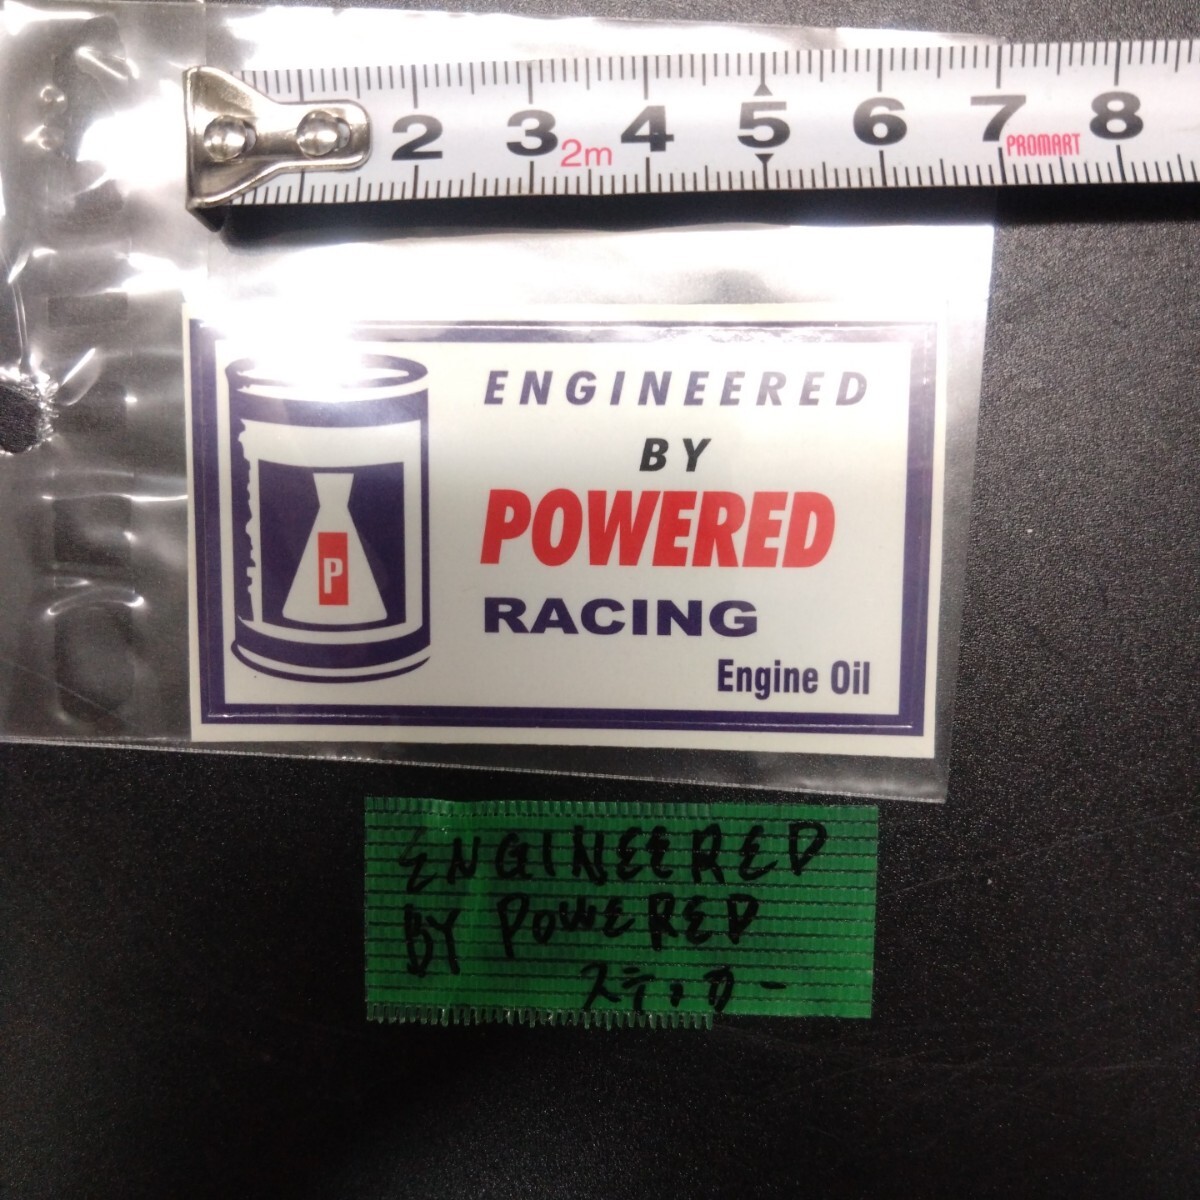 2 3 2m 4 5 6 7 PROMART 8
ENGINEERED
BY
POWERED
RACING
Engine Oil
P
ENGINEERED
BY POWERED
ステッカー